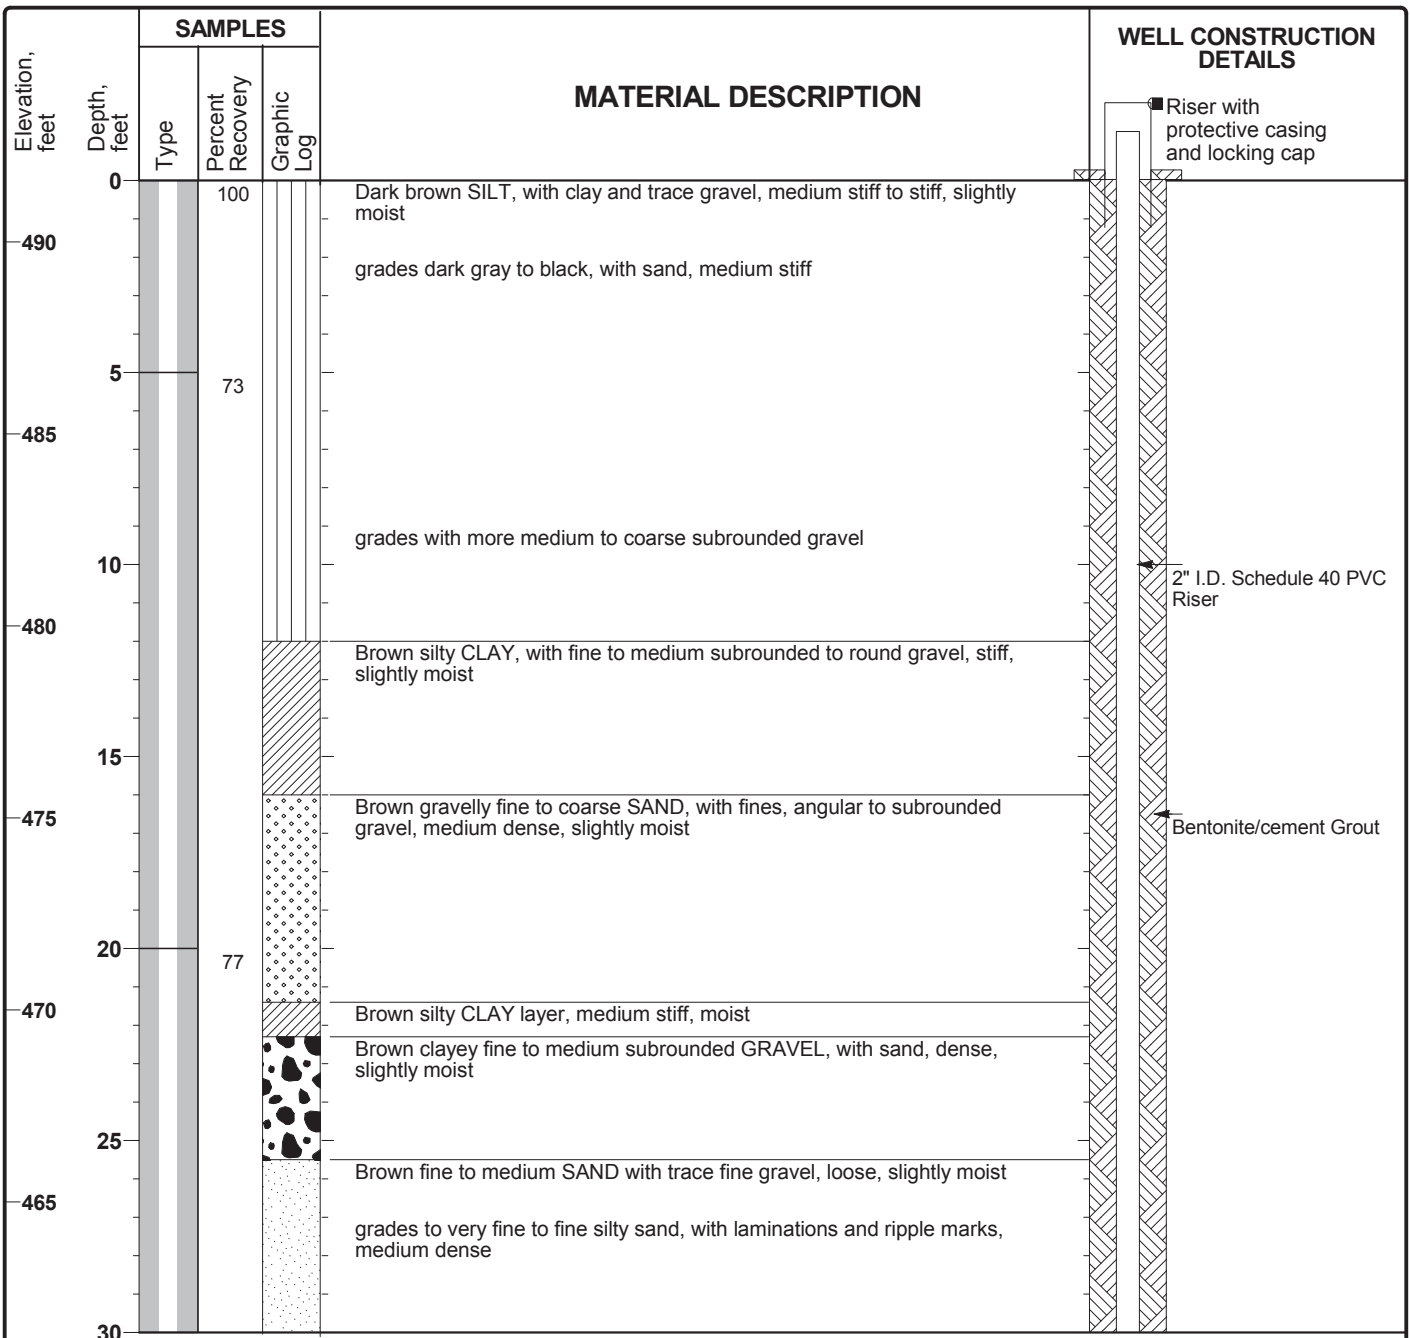 SAMPLES
Elevation,
feet
Depth,
feet
Type
Percent
Recovery
Graphic
Log
MATERIAL DESCRIPTION
WELL CONSTRUCTION
DETAILS
Riser with
protective casing
and locking cap
0
100
Dark brown SILT, with clay and trace gravel, medium stiff to stiff, slightly
moist
490
grades dark gray to black, with sand, medium stiff
5
73
485
grades with more medium to coarse subrounded gravel
10
2" I.D. Schedule 40 PVC
Riser
480
Brown silty CLAY, with fine to medium subrounded to round gravel, stiff,
slightly moist
15
Brown gravelly fine to coarse SAND, with fines, angular to subrounded
gravel, medium dense, slightly moist
475
Bentonite/cement Grout
20
77
470
Brown silty CLAY layer, medium stiff, moist
Brown clayey fine to medium subrounded GRAVEL, with sand, dense,
slightly moist
25
Brown fine to medium SAND with trace fine gravel, loose, slightly moist
465
grades to very fine to fine silty sand, with laminations and ripple marks,
medium dense
30